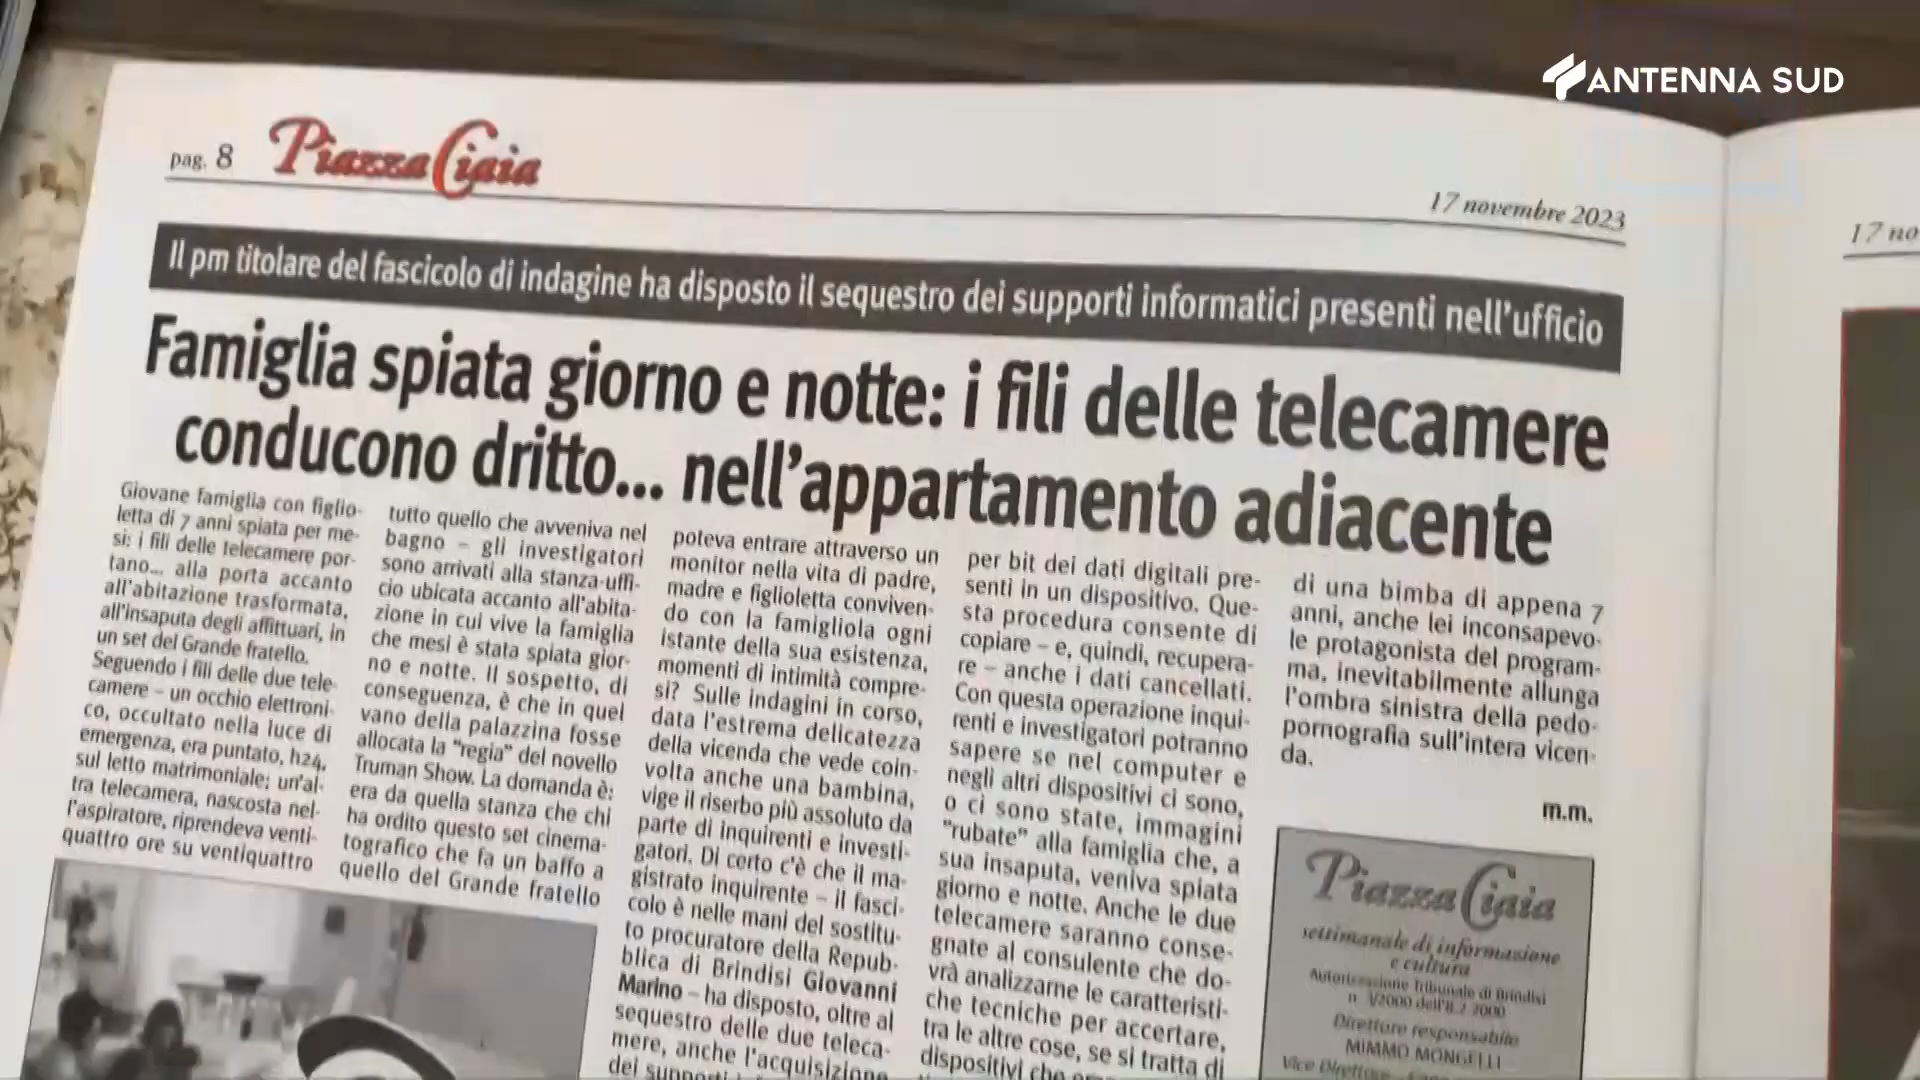 ANTENNA SUD
pag. 8
Piazza Ciaia
17 novembre 2023
Il pm titolare del fascicolo di indagine ha disposto il sequestro dei supporti informatici presenti nell'ufficio
Famiglia spiata giorno e notte: i fili delle telecamere
conducono dritto... nell'appartamento adiacente
Giovane famiglia con figlio-
letta di 7 anni spiata per me-
si: i fili delle telecamere por-
tano... alla porta accanto
all'abitazione trasformata,
all'insaputa degli affittuari, in
un set del Grande fratello.
Seguendo i fili delle due tele-
camere – un occhio elettroni-
co, occultato nella luce di
emergenza, era puntato, h24,
sul letto matrimoniale; un'al-
tra telecamera, nascosta nel-
l'aspiratore, riprendeva venti-
quattro ore su ventiquattro
tutto quello che avveniva nel
bagno – gli investigatori
sono arrivati alla stanza-uffi-
cio ubicata accanto all'abita-
zione in cui vive la famiglia
che mesi è stata spiata gior-
no e notte. Il sospetto, di
conseguenza, è che in quel
vano della palazzina fosse
allocata la "regia" del novello
Truman Show. La domanda è:
era da quella stanza che chi
ha ordito questo set cinema-
tografico che fa un baffo a
quello del Grande fratello
poteva entrare attraverso un
monitor nella vita di padre,
madre e figlioletta conviven-
do con la famigliola ogni
istante della sua esistenza,
momenti di intimità compre-
si? Sulle indagini in corso,
data l'estrema delicatezza
della vicenda che vede coin-
volta anche una bambina,
vige il riserbo più assoluto da
parte di inquirenti e investi-
gatori. Di certo c'è che il ma-
gistrato inquirente – il fasci-
colo è nelle mani del sostitu-
to procuratore della Repub-
blica di Brindisi Giovanni
Marino – ha disposto, oltre al
sequestro delle due teleca-
mere, anche l'acquisizione
dei supporti
per bit dei dati digitali pre-
senti in un dispositivo. Que-
sta procedura consente di
copiare – e, quindi, recupera-
re – anche i dati cancellati.
Con questa operazione inqui-
renti e investigatori potranno
sapere se nel computer e
negli altri dispositivi ci sono,
o ci sono state, immagini
"rubate" alla famiglia che, a
sua insaputa, veniva spiata
giorno e notte. Anche le due
telecamere saranno conse-
gnate al consulente che do-
vrà analizzarne le caratteristi-
che tecniche per accertare,
tra le altre cose, se si tratta di
dispositivi che
di una bimba di appena 7
anni, anche lei inconsapevo-
le protagonista del program-
ma, inevitabilmente allunga
l'ombra sinistra della pedo-
pornografia sull'intera vicen-
da.
m.m.
Piazza Ciaia
settimanale di informazione
e cultura
Autorizzazione Tribunale di Brindisi
Direttore responsabile
MIMMO MONGELLI
Vice Direttore
17 no